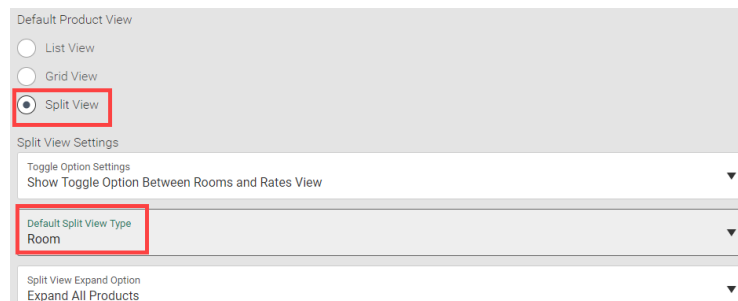 Default Product View
List View
Grid View
Split View
Split View Settings
Toggle Option Settings
Show Toggle Option Between Rooms and Rates View
Default Split View Type
Room
Split View Expand Option
Expand All Products